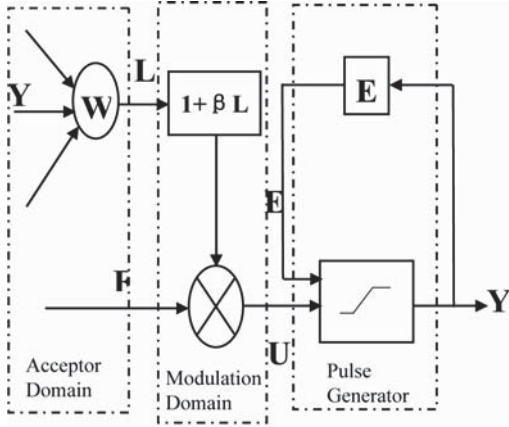 L
Y
W
1+ β L
E
E
F
U
Y
Acceptor
Domain
Modulation
Domain
Pulse
Generator